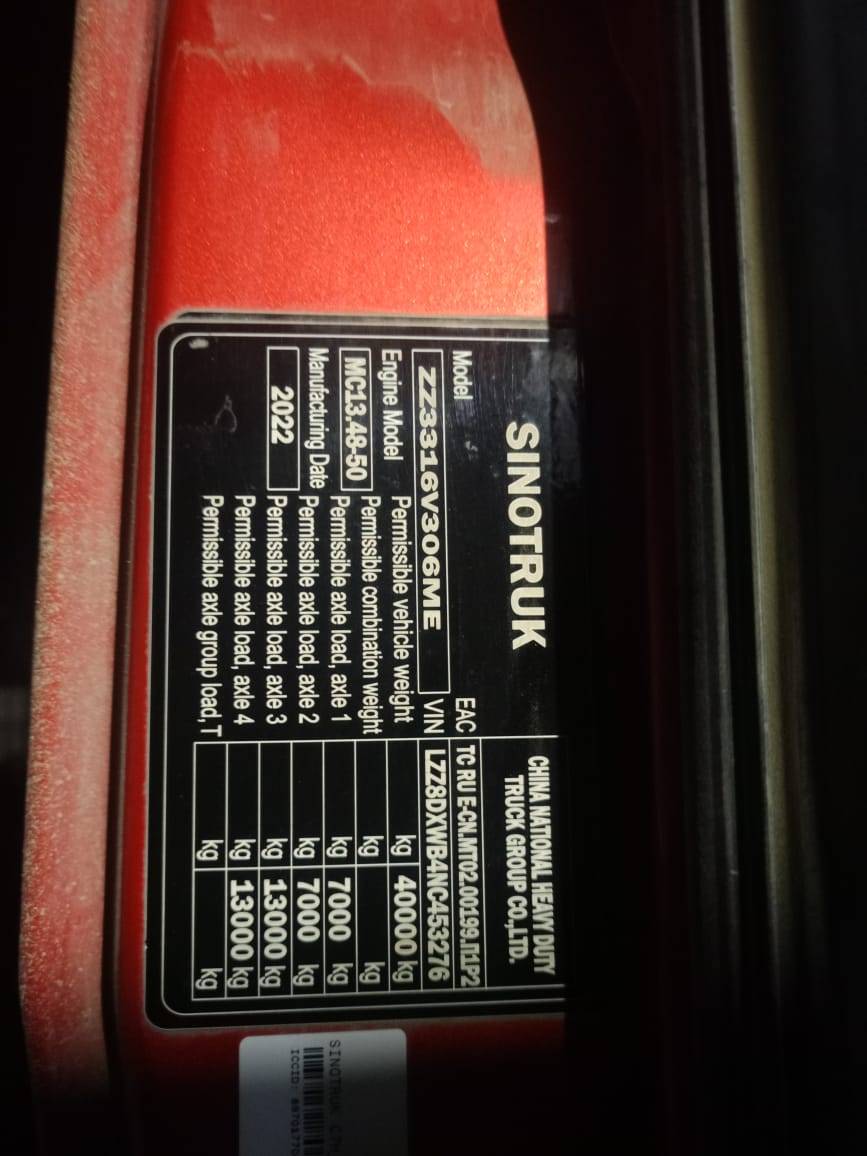 SINOTRUK
CHINA NATIONAL HEAVY DUTY
TRUCK GROUP CO.,LTD.
EAC TC RU E-CN.MT02.00199.П1P2
Model
ZZ3316V306ME VIN LZZ8DXWB4NC453276
Engine Model Permissible vehicle weight kg 40000 kg
MC13.48-50 Permissible combination weight kg kg
Permissible axle load, axle 1 kg 7000 kg
Manufacturing Date Permissible axle load, axle 2 kg 7000 kg
2022 Permissible axle load, axle 3 kg 13000 kg
Permissible axle load, axle 4 kg 13000 kg
Permissible axle group load,T kg kg
SINOTRUK
ICCID: